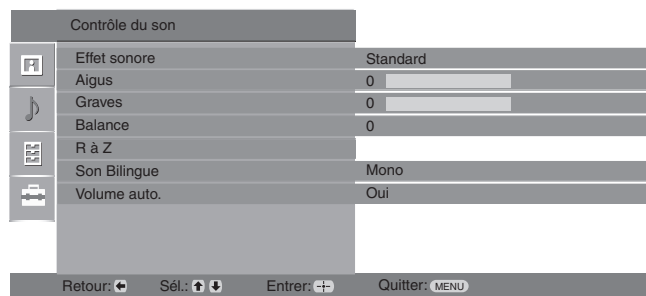 Contrôle du son
Effet sonore Standard
Aigus 0
Graves 0
Balance 0
R à Z
Son Bilingue Mono
Volume auto. Oui
Retour: Sél.: Entrer: Quitter: MENU